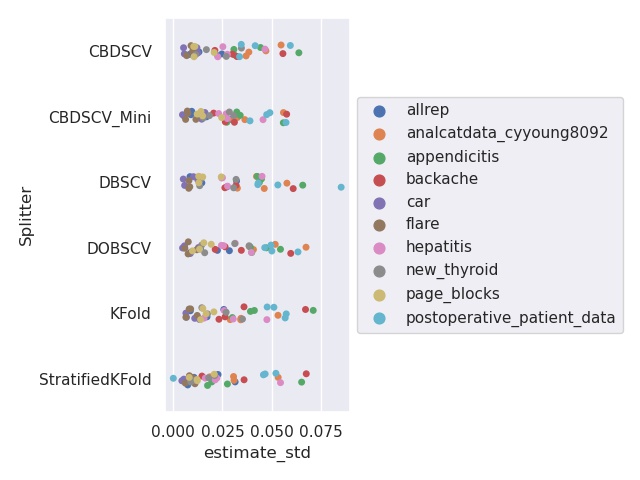 CBDSCV
CBDSCV_Mini
DBSCV
DOBSCV
KFold
StratifiedKFold
Splitter
0.000 0.025 0.050 0.075
estimate_std
allrep
analcatdata_cyyoung8092
appendicitis
backache
car
flare
hepatitis
new_thyroid
page_blocks
postoperative_patient_data